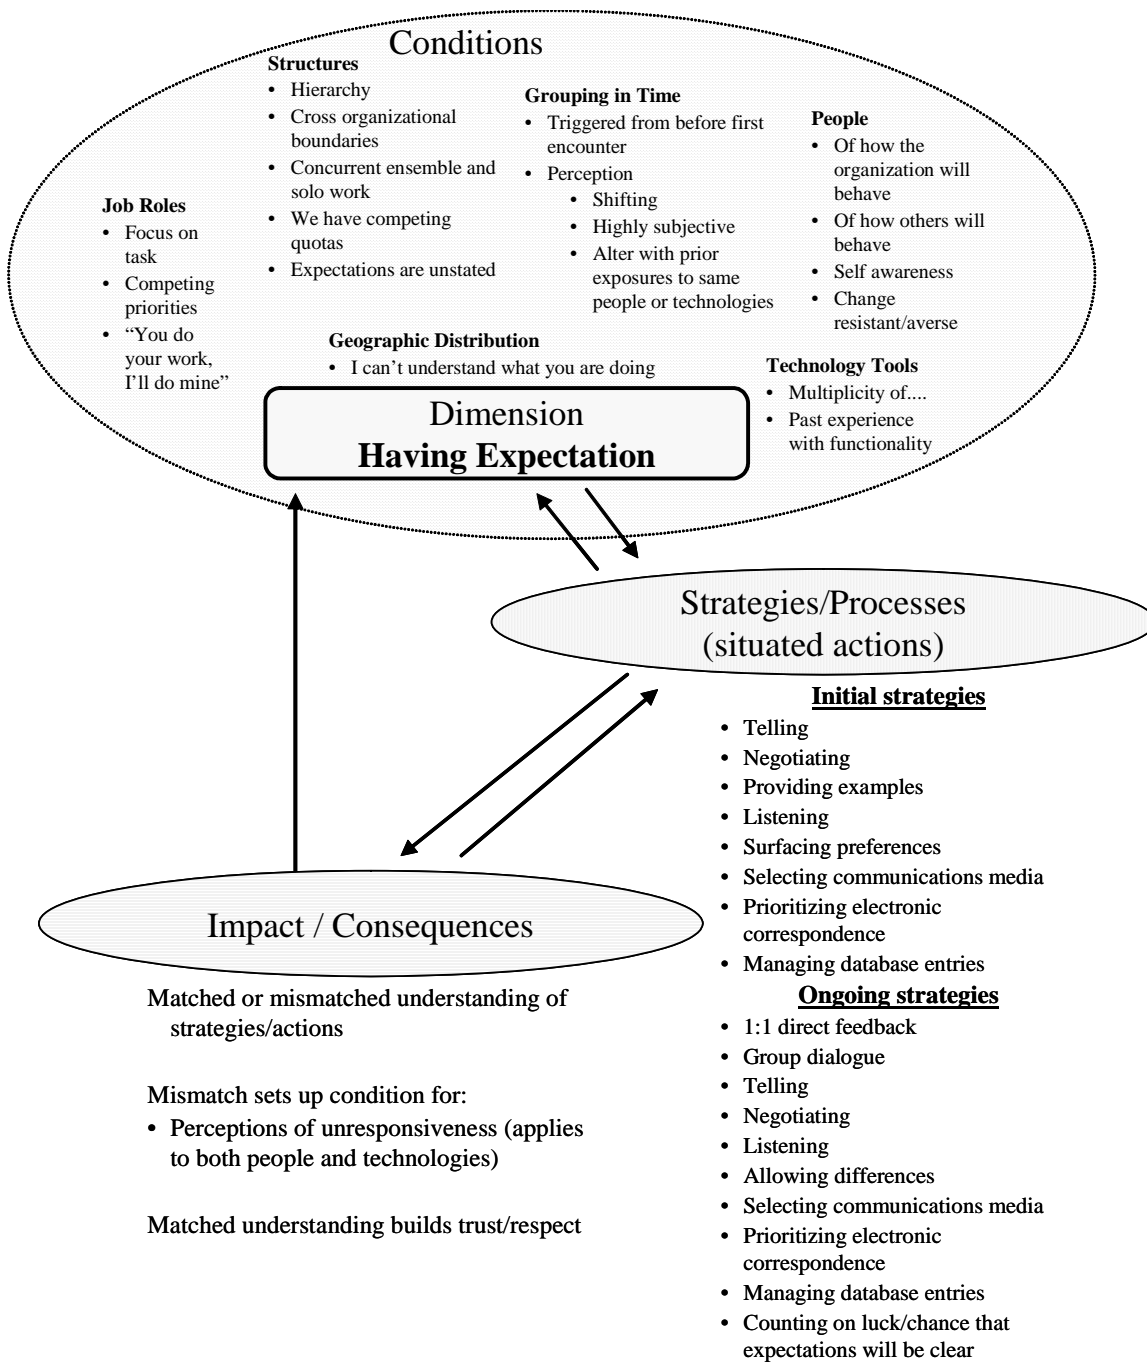 Conditions
Structures
• Hierarchy
• Cross organizational
boundaries
• Concurrent ensemble and
solo work
• We have competing
quotas
• Expectations are unstated
Grouping in Time
• Triggered from before first
encounter
• Perception
• Shifting
• Highly subjective
• Alter with prior
exposures to same
people or technologies
People
• Of how the
organization will
behave
• Of how others will
behave
• Self awareness
• Change
resistant/averse
Job Roles
• Focus on
task
• Competing
priorities
• “You do
your work,
I’ll do mine”
Geographic Distribution
• I can’t understand what you are doing
Technology Tools
• Multiplicity of....
• Past experience
with functionality
Dimension
Having Expectation
Strategies/Processes
(situated actions)
Initial strategies
• Telling
• Negotiating
• Providing examples
• Listening
• Surfacing preferences
• Selecting communications media
• Prioritizing electronic
correspondence
• Managing database entries
Ongoing strategies
• 1:1 direct feedback
• Group dialogue
• Telling
• Negotiating
• Listening
• Allowing differences
• Selecting communications media
• Prioritizing electronic
correspondence
• Managing database entries
• Counting on luck/chance that
expectations will be clear
Impact / Consequences
Matched or mismatched understanding of
strategies/actions
Mismatch sets up condition for:
• Perceptions of unresponsiveness (applies
to both people and technologies)
Matched understanding builds trust/respect